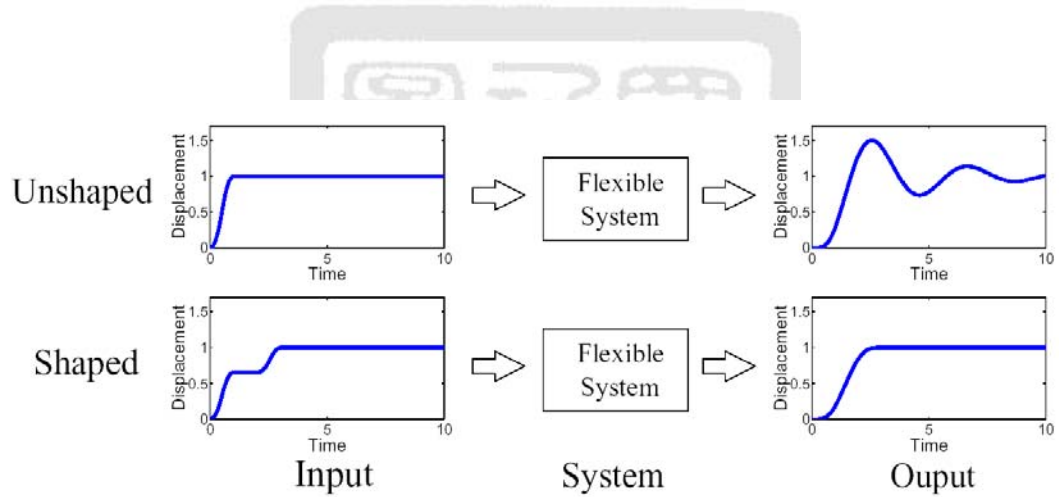 Unshaped
Displacement
1.5
1
0.5
0
0
5
10
Time
Flexible
System
Displacement
1.5
1
0.5
0
0
5
10
Time
Shaped
Displacement
1.5
1
0.5
0
0
5
10
Time
Flexible
System
Displacement
1.5
1
0.5
0
0
5
10
Time
Input
System
Ouput